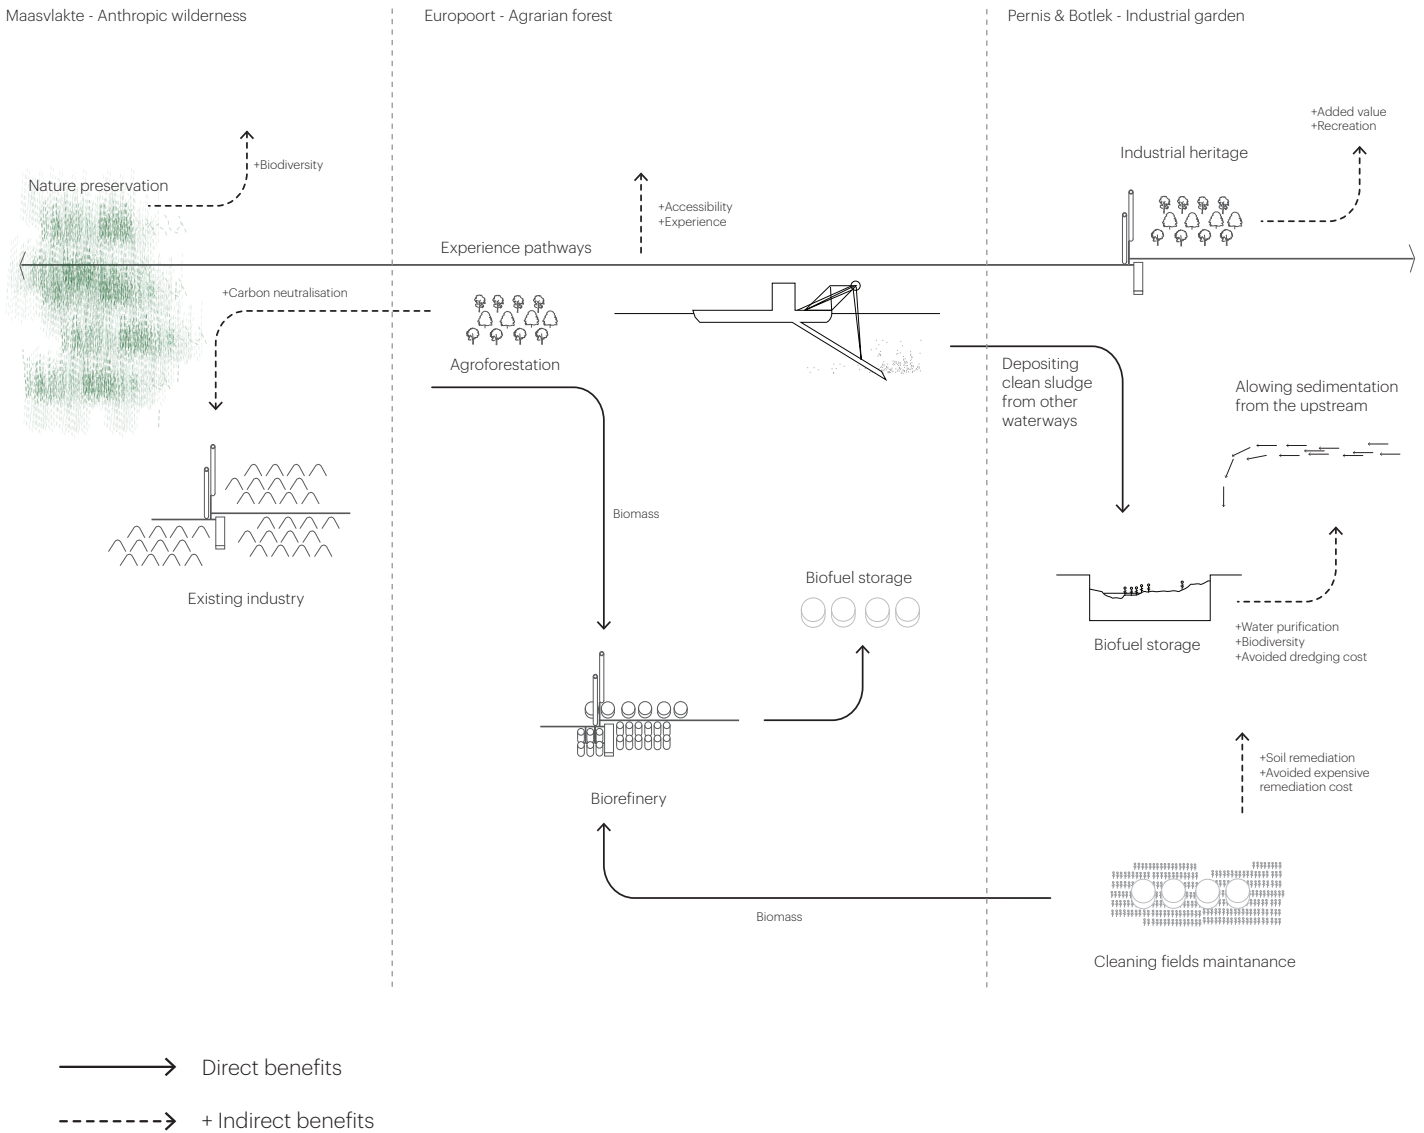 Maasvlakte - Anthropic wilderness
Europoort - Agrarian forest
Pernis & Botlek - Industrial garden
+Added value
+Recreation
Industrial heritage
+Biodiversity
Nature preservation
+Accessibility
+Experience
Experience pathways
+Carbon neutralisation
Agroforestation
Depositing
clean sludge
from other
waterways
Alowing sedimentation
from the upstream
Biomass
Existing industry
Biofuel storage
Biofuel storage
+Water purification
+Biodiversity
+Avoided dredging cost
+Soil remediation
+Avoided expensive
remediation cost
Biorefinery
Biomass
Cleaning fields maintanance
Direct benefits
+ Indirect benefits